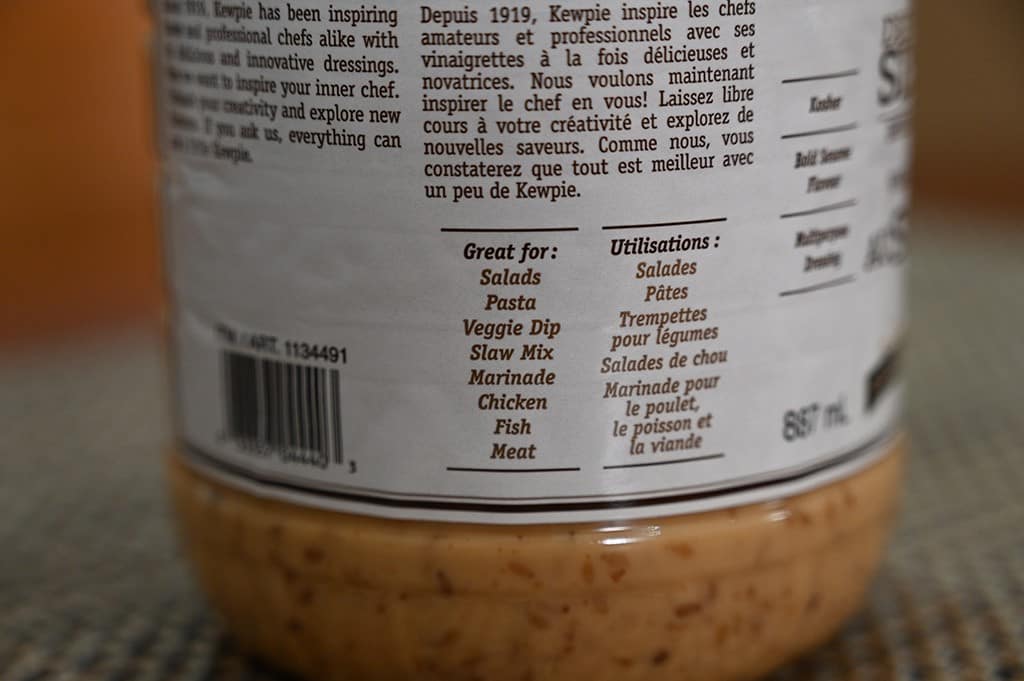 Kewpie has been inspiring
professional chefs alike with
and innovative dressings.
to inspire your inner chef.
creativity and explore new
If you ask us, everything can
Kewpie.
Depuis 1919, Kewpie inspire les chefs
amateurs et professionnels avec ses
vinaigrettes à la fois délicieuses et
novatrices. Nous voulons maintenant
inspirer le chef en vous! Laissez libre
cours à votre créativité et explorez de
nouvelles saveurs. Comme nous, vous
constaterez que tout est meilleur avec
un peu de Kewpie.
Great for:
Salads
Pasta
Veggie Dip
Slaw Mix
Marinade
Chicken
Fish
Meat
Utilisations :
Salades
Pâtes
Trempettes
pour légumes
Salades de chou
Marinade pour
le poulet,
le poisson et
la viande
Kosher
Bold Sesame
Flavour
Multipurpose
Dressing
887 mL
ITM./ART. 1134491